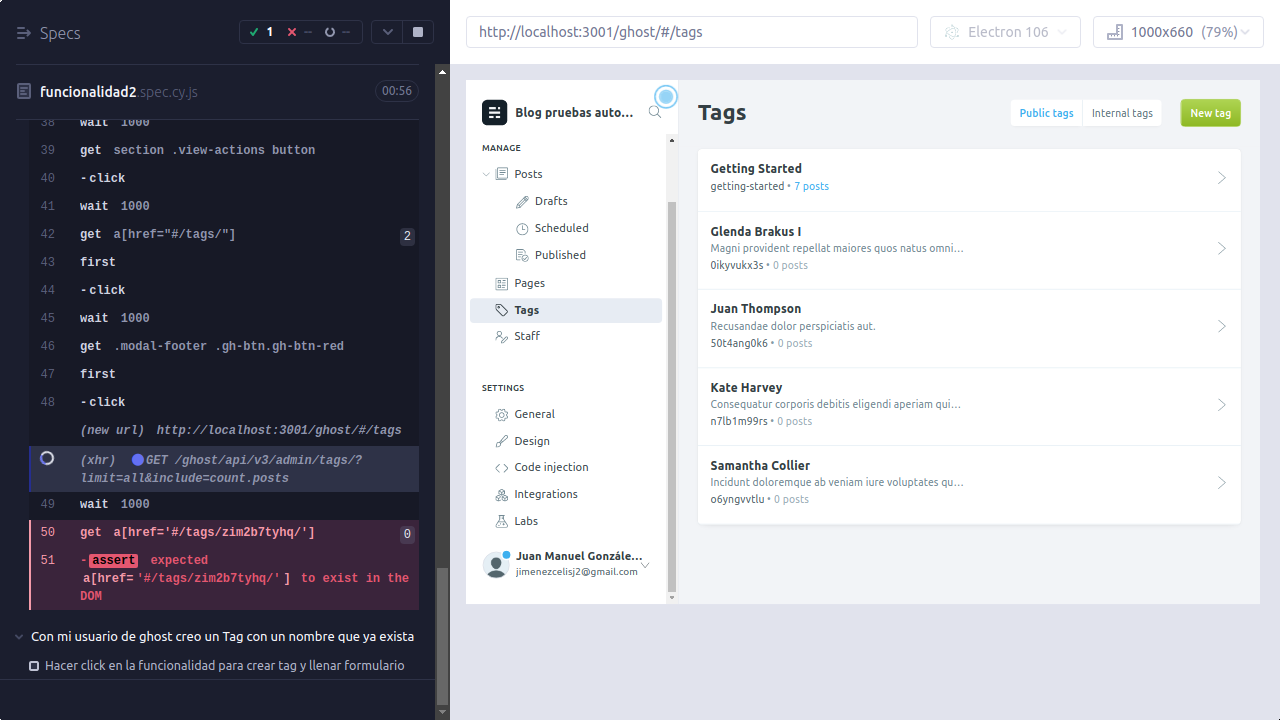 Specs
1
--
--
funcionalidad2.spec.cy.js
00:56
38 wait 1000
39 get section .view-actions button
40 -click
41 wait 1000
42 get a[href="#/tags/"] 2
43 first
44 -click
45 wait 1000
46 get .modal-footer .gh-btn.gh-btn-red
47 first
48 -click
(new url) http://localhost:3001/ghost/#/tags
(xhr) GET /ghost/api/v3/admin/tags/?
limit=all&include=count.posts
49 wait 1000
50 get a[href='#/tags/zim2b7tyhq/'] 0
51 -assert expected
a[href='#/tags/zim2b7tyhq/'] to exist in the
DOM
Con mi usuario de ghost creo un Tag con un nombre que ya exista
Hacer click en la funcionalidad para crear tag y llenar formulario
http://localhost:3001/ghost/#/tags
Electron 106
1000x660 (79%)
Blog pruebas auto...
MANAGE
Posts
Drafts
Scheduled
Published
Pages
Tags
Staff
SETTINGS
General
Design
Code injection
Integrations
Labs
Juan Manuel Gonzále...
jimenezcelisj2@gmail.com
Tags
Public tags
Internal tags
New tag
Getting Started
getting-started • 7 posts
Glenda Brakus I
Magni provident repellat maiores quos natus omni...
0ikyvukx3s • 0 posts
Juan Thompson
Recusandae dolor perspiciatis aut.
50t4ang0k6 • 0 posts
Kate Harvey
Consequatur corporis debitis eligendi aperiam qui...
n7lb1m99rs • 0 posts
Samantha Collier
Incidunt doloremque ab veniam iure voluptates qu...
o6yngvvtlu • 0 posts